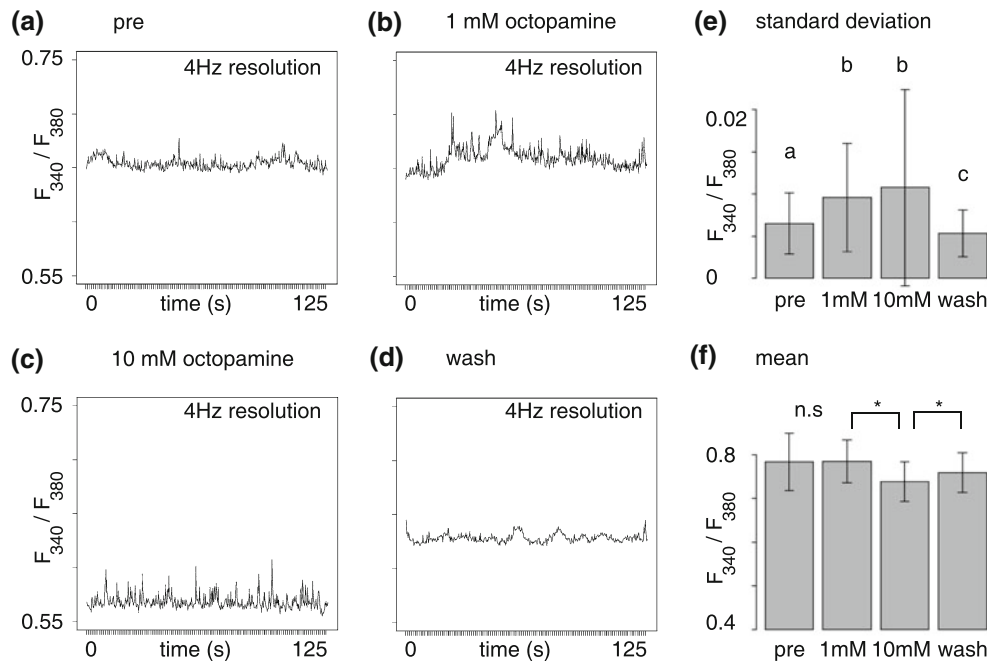 (a) pre
0.75
4Hz resolution
F340 / F380
0.55
0 time (s) 125
(b) 1 mM octopamine
4Hz resolution
0 time (s) 125
(e) standard deviation
b b
0.02
a
c
F340 / F380
0
pre 1mM 10mM wash
(c) 10 mM octopamine
0.75
4Hz resolution
F340 / F380
0.55
0 time (s) 125
(d) wash
4Hz resolution
0 time (s) 125
(f) mean
n.s * *
0.8
F340 / F380
0.4
pre 1mM 10mM wash